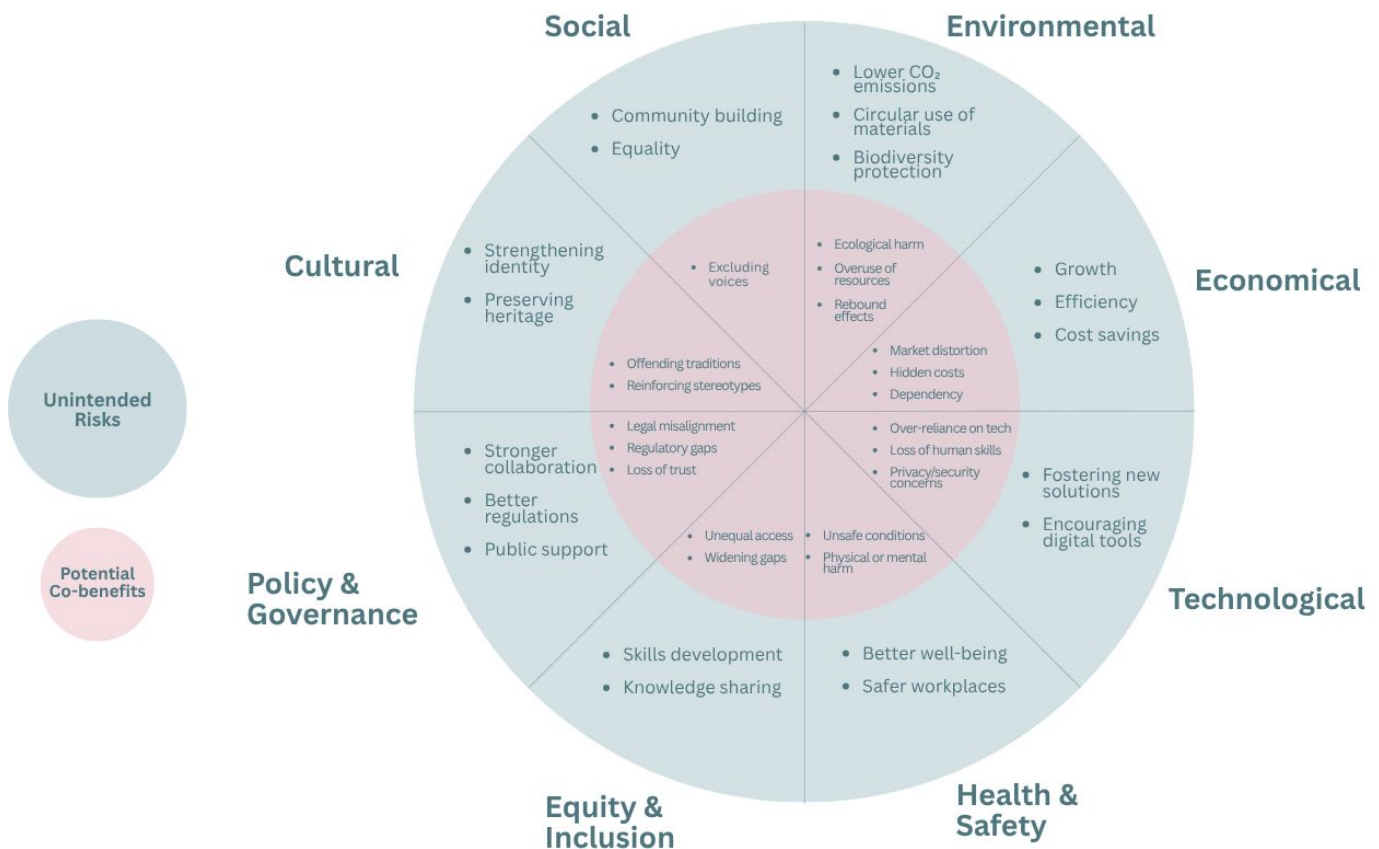 Social
Environmental
• Lower CO₂
emissions
• Circular use of
materials
• Biodiversity
protection
• Community building
• Equality
Cultural
• Strengthening
identity
• Preserving
heritage
• Excluding
voices
• Ecological harm
• Overuse of
resources
• Rebound
effects
Economical
• Growth
• Efficiency
• Cost savings
• Offending traditions
• Reinforcing stereotypes
• Market distortion
• Hidden costs
• Dependency
Unintended
Risks
Potential
Co-benefits
• Legal misalignment
• Regulatory gaps
• Loss of trust
• Over-reliance on tech
• Loss of human skills
• Privacy/security
concerns
• Stronger
collaboration
• Better
regulations
• Public support
• Fostering new
solutions
• Encouraging
digital tools
• Unequal access
• Widening gaps
• Unsafe conditions
• Physical or mental
harm
Policy &
Governance
Technological
• Skills development
• Knowledge sharing
• Better well-being
• Safer workplaces
Equity &
Inclusion
Health &
Safety